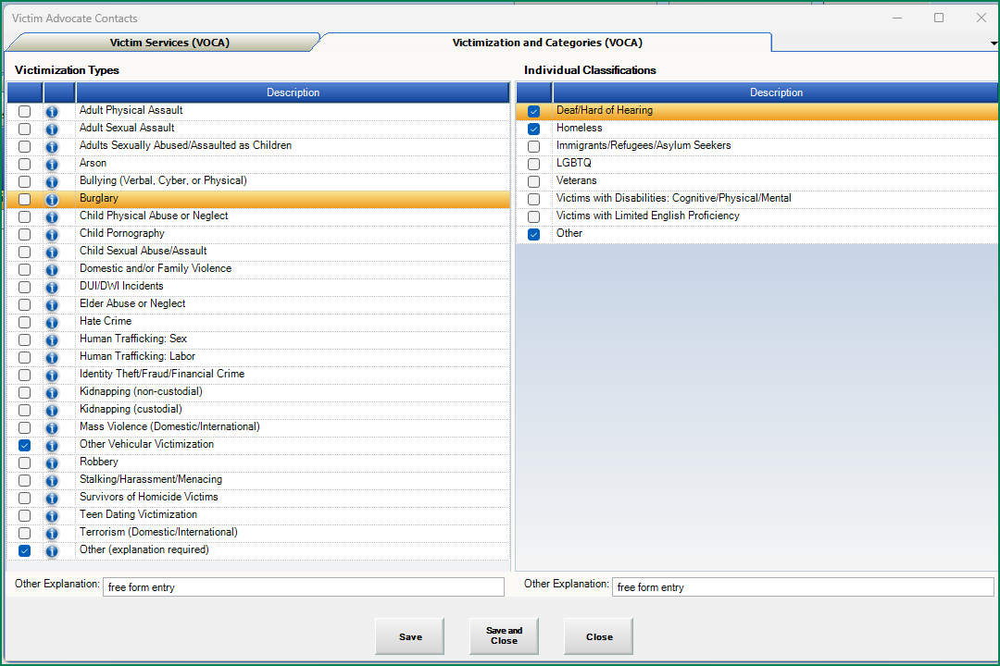 Victim Advocate Contacts
Victim Services (VOCA)
Victimization and Categories (VOCA)
Victimization Types
Description
Adult Physical Assault
Adult Sexual Assault
Adults Sexually Abused/Assaulted as Children
Arson
Bullying (Verbal, Cyber, or Physical)
Burglary
Child Physical Abuse or Neglect
Child Pornography
Child Sexual Abuse/Assault
Domestic and/or Family Violence
DUI/DWI Incidents
Elder Abuse or Neglect
Hate Crime
Human Trafficking: Sex
Human Trafficking: Labor
Identity Theft/Fraud/Financial Crime
Kidnapping (non-custodial)
Kidnapping (custodial)
Mass Violence (Domestic/International)
Other Vehicular Victimization
Robbery
Stalking/Harassment/Menacing
Survivors of Homicide Victims
Teen Dating Victimization
Terrorism (Domestic/International)
Other (explanation required)
Other Explanation: free form entry
Individual Classifications
Description
Deaf/Hard of Hearing
Homeless
Immigrants/Refugees/Asylum Seekers
LGBTQ
Veterans
Victims with Disabilities: Cognitive/Physical/Mental
Victims with Limited English Proficiency
Other
Other Explanation: free form entry
Save
Save and
Close
Close